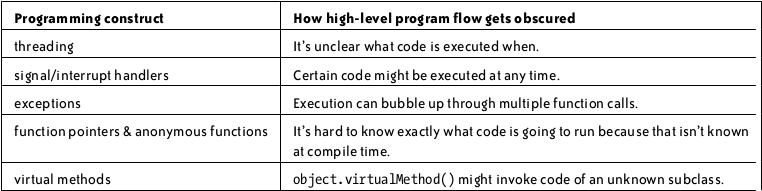 Programming construct How high-level program flow gets obscured
threading It’s unclear what code is executed when.
signal/interrupt handlers Certain code might be executed at any time.
exceptions Execution can bubble up through multiple function calls.
function pointers & anonymous functions It’s hard to know exactly what code is going to run because that isn’t known
at compile time.
virtual methods object.virtualMethod() might invoke code of an unknown subclass.